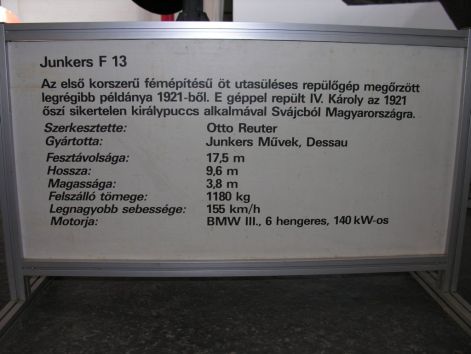 Junkers F 13
Az első korszerű fémépítésű öt utasüléses repülőgép megőrzött
legrégibb példánya 1921-ből. E géppel repült IV. Károly az 1921
őszi sikertelen királypuccs alkalmával Svájcból Magyarországra.
Szerkesztette: Otto Reuter
Gyártotta: Junkers Művek, Dessau
Fesztávolsága: 17,5 m
Hossza: 9,6 m
Magassága: 3,8 m
Felszálló tömege: 1180 kg
Legnagyobb sebessége: 155 km/h
Motorja: BMW III., 6 hengeres, 140 kW-os